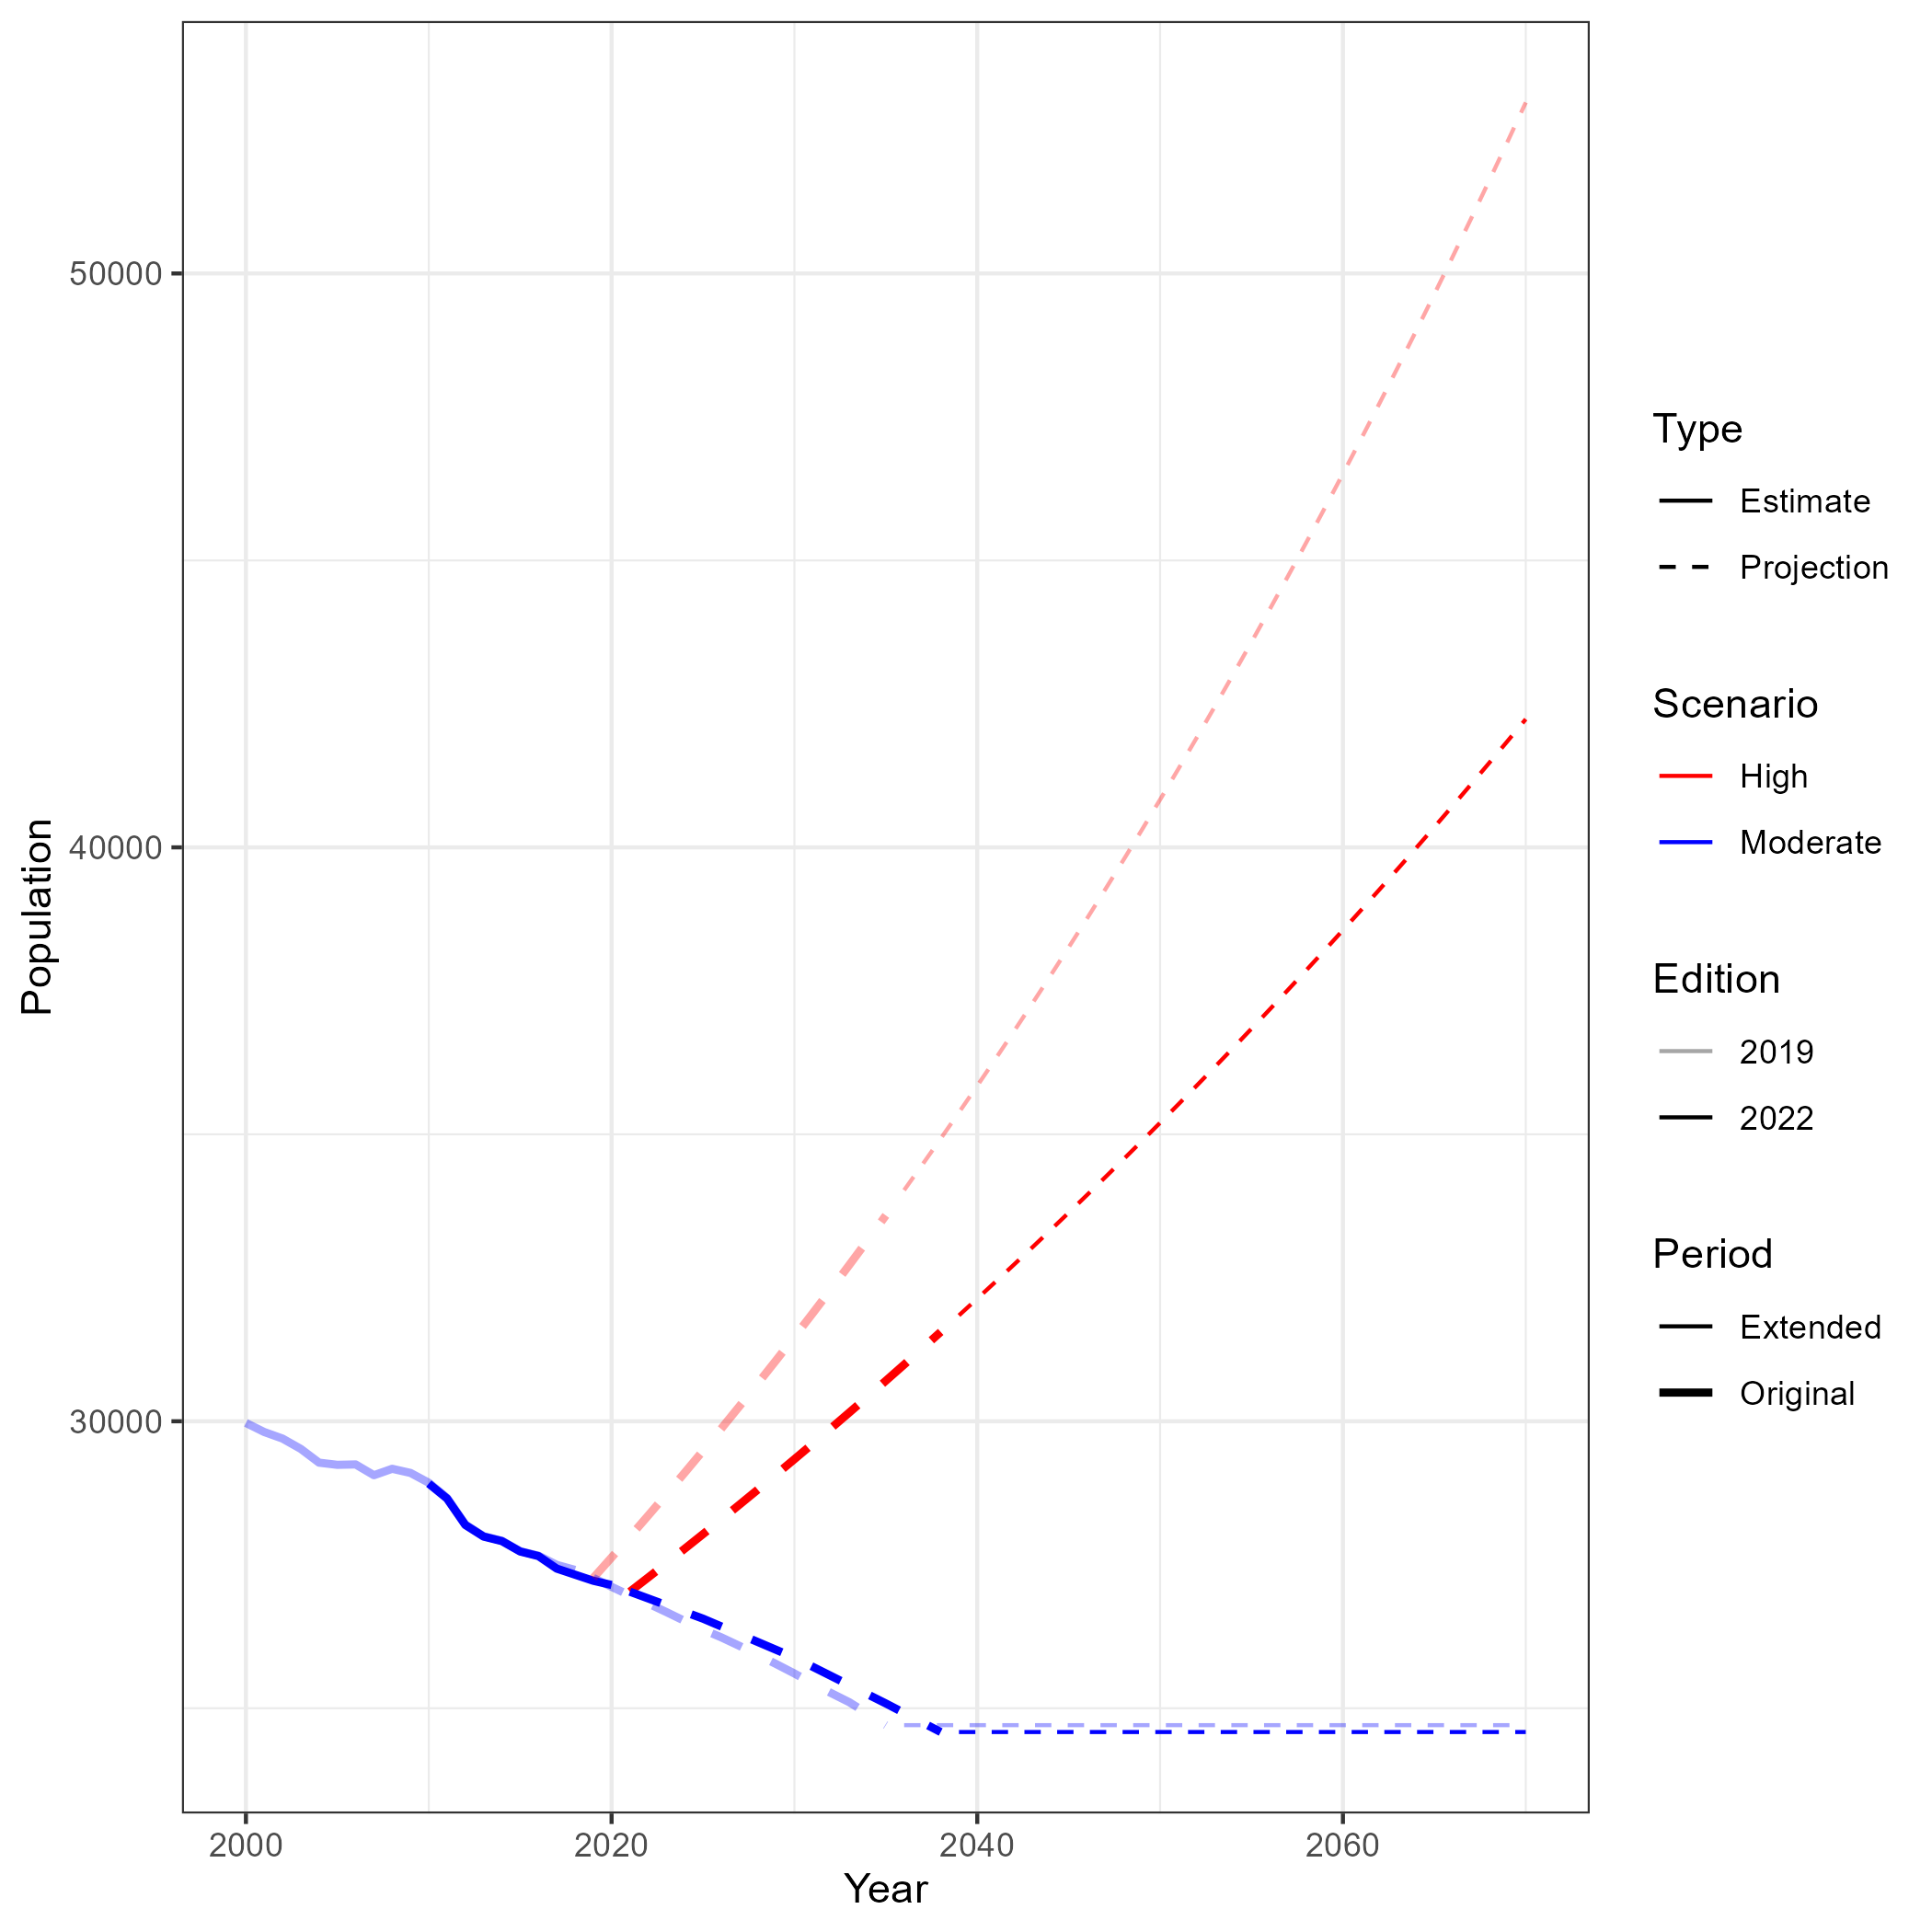 50000
40000
30000
Population
2000
2020
2040
2060
Year
Type
Estimate
Projection
Scenario
High
Moderate
Edition
2019
2022
Period
Extended
Original